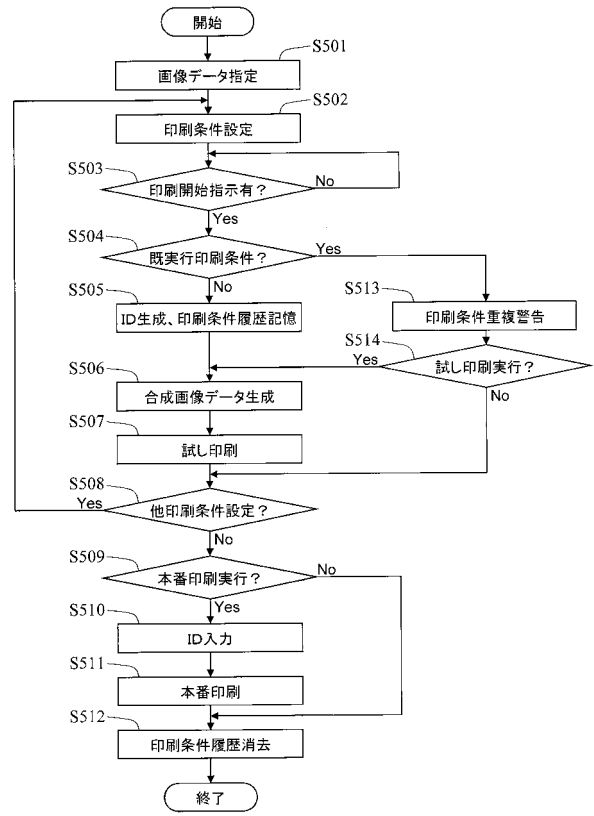 開始
S501
画像データ指定
S502
印刷条件設定
S503
印刷開始指示有？
No
Yes
S504
既実行印刷条件？
Yes
No
S505
ID生成、印刷条件履歴記憶
S513
印刷条件重複警告
S514
試し印刷実行？
Yes
No
S506
合成画像データ生成
S507
試し印刷
S508
他印刷条件設定？
Yes
No
S509
本番印刷実行？
No
Yes
S510
ID入力
S511
本番印刷
S512
印刷条件履歴消去
終了